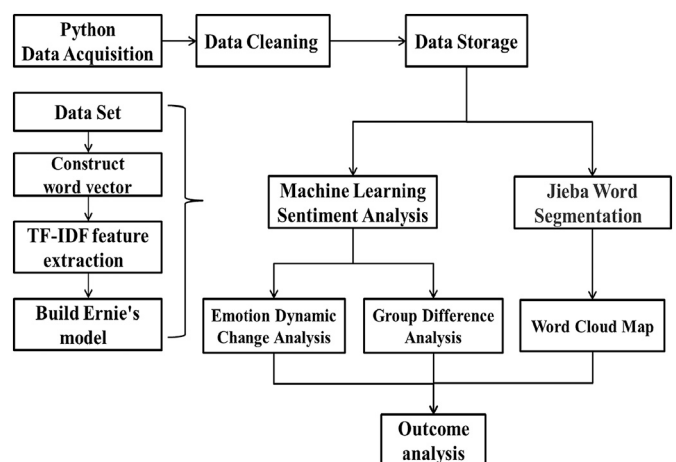 Python
Data Acquisition
Data Cleaning
Data Storage
Data Set
Construct
word vector
TF-IDF feature
extraction
Build Ernie's
model
Machine Learning
Sentiment Analysis
Jieba Word
Segmentation
Emotion Dynamic
Change Analysis
Group Difference
Analysis
Word Cloud Map
Outcome
analysis